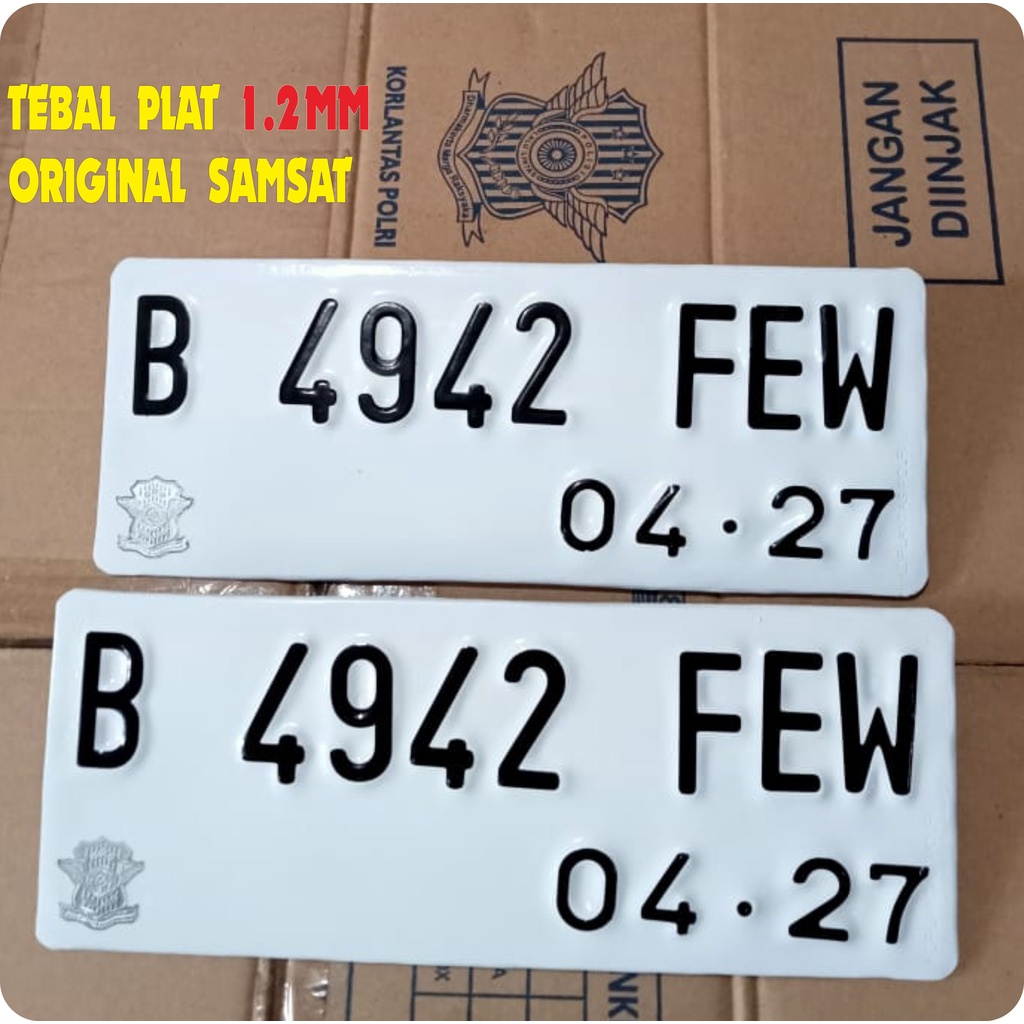 TEBAL PLAT 1.2MM
ORIGINAL SAMSAT
KORLANTAS POLRI
JANGAN
DIINJAK
B 4942 FEW
04·27
B 4942 FEW
04·27